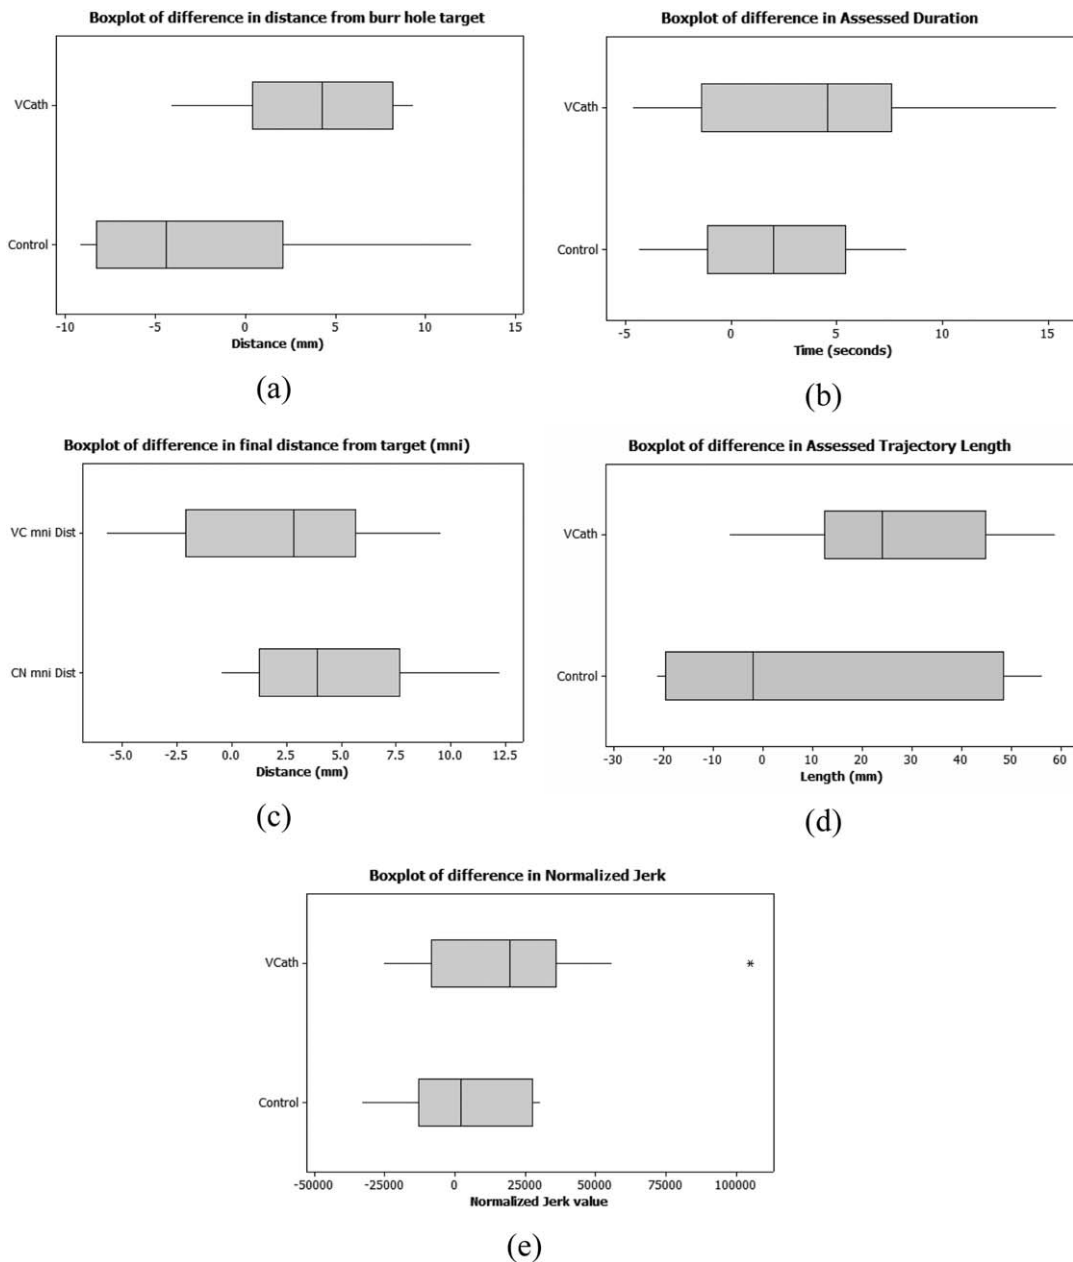 Boxplot of difference in distance from burr hole target
VCath
Control
-10 -5 0 5 10 15
Distance (mm)
(a)
Boxplot of difference in Assessed Duration
VCath
Control
-5 0 5 10 15
Time (seconds)
(b)
Boxplot of difference in final distance from target (mni)
VC mni Dist
CN mni Dist
-5.0 -2.5 0.0 2.5 5.0 7.5 10.0 12.5
Distance (mm)
(c)
Boxplot of difference in Assessed Trajectory Length
VCath
Control
-30 -20 -10 0 10 20 30 40 50 60
Length (mm)
(d)
Boxplot of difference in Normalized Jerk
VCath
*
Control
-50000 -25000 0 25000 50000 75000 100000
Normalized Jerk value
(e)